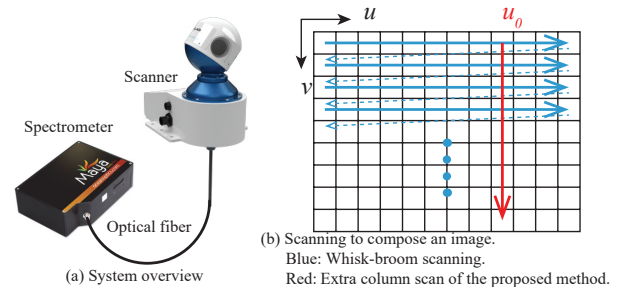 Scanner
Spectrometer
Maya
Optical fiber
(a) System overview
u
u0
v
(b) Scanning to compose an image.
Blue: Whisk-broom scanning.
Red: Extra column scan of the proposed method.